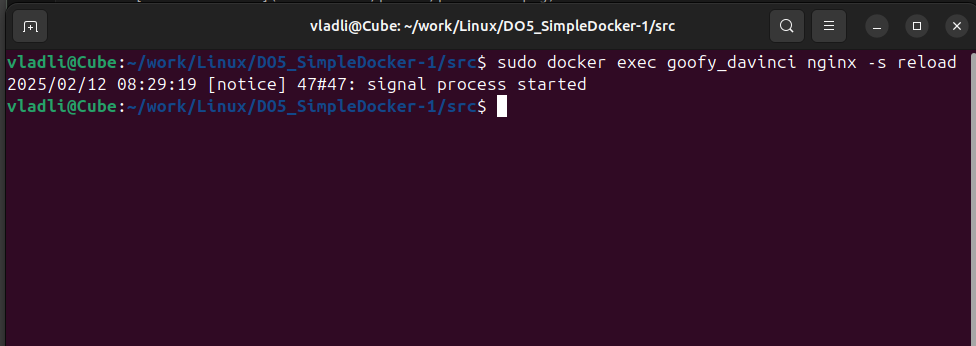 vladli@Cube: ~/work/Linux/DO5_SimpleDocker-1/src
vladli@Cube:~/work/Linux/DO5_SimpleDocker-1/src$ sudo docker exec goofy_davinci nginx -s reload
2025/02/12 08:29:19 [notice] 47#47: signal process started
vladli@Cube:~/work/Linux/DO5_SimpleDocker-1/src$